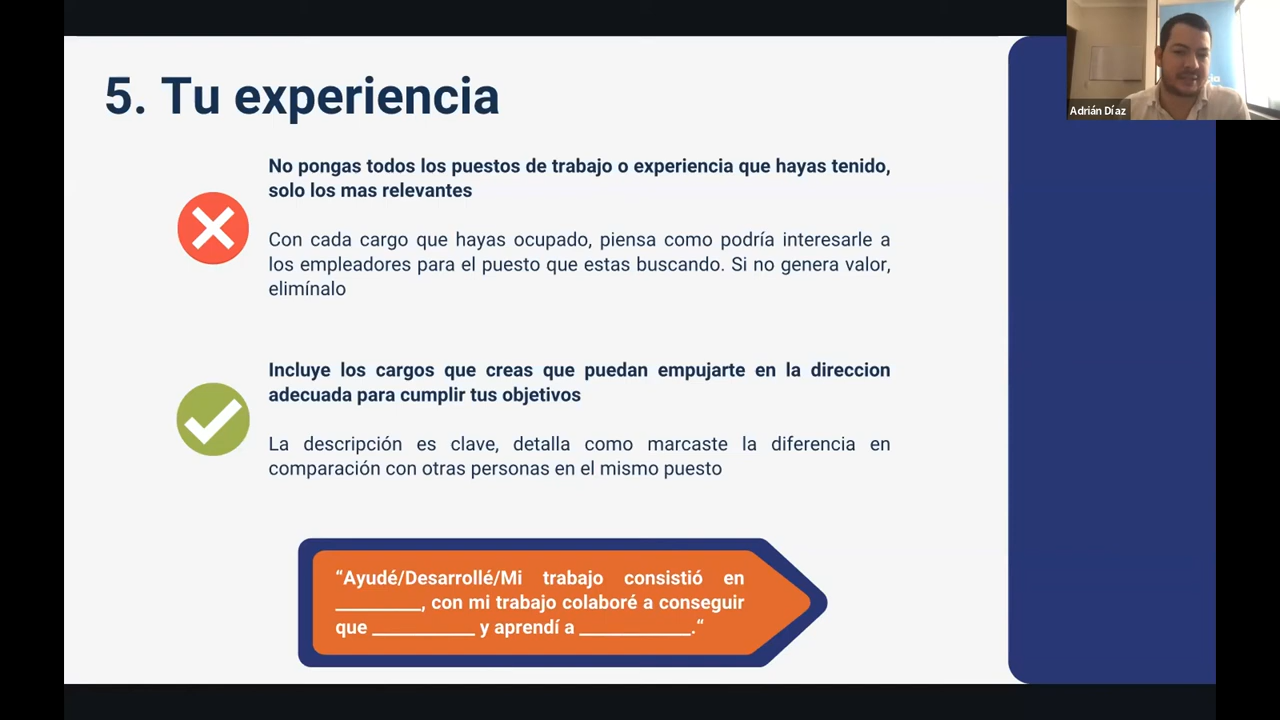 5. Tu experiencia
No pongas todos los puestos de trabajo o experiencia que hayas tenido,
solo los mas relevantes
Con cada cargo que hayas ocupado, piensa como podría interesarle a
los empleadores para el puesto que estas buscando. Si no genera valor,
elimínalo
Incluye los cargos que creas que puedan empujarte en la direccion
adecuada para cumplir tus objetivos
La descripción es clave, detalla como marcaste la diferencia en
comparación con otras personas en el mismo puesto
“Ayudé/Desarrollé/Mi trabajo consistió en
_________, con mi trabajo colaboré a conseguir
que ___________ y aprendí a ____________.“
Adrián Díaz